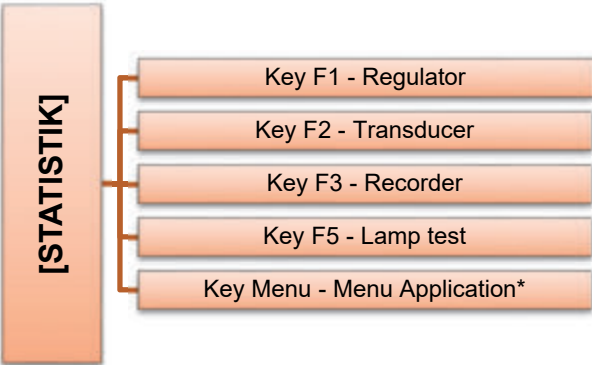 [STATISTIK]
Key F1 - Regulator
Key F2 - Transducer
Key F3 - Recorder
Key F5 - Lamp test
Key Menu - Menu Application*